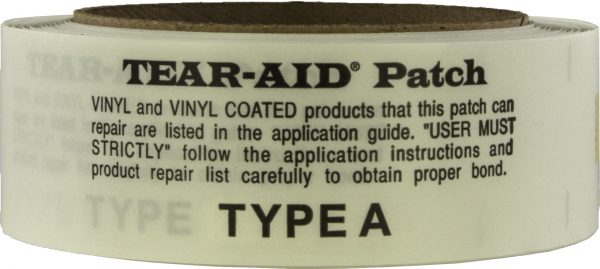 TEAR-AID® Patch
VINYL and VINYL COATED products that this patch can
repair are listed in the application guide. "USER MUST
STRICTLY" follow the application instructions and
product repair list carefully to obtain proper bond.
TYPE TYPE A